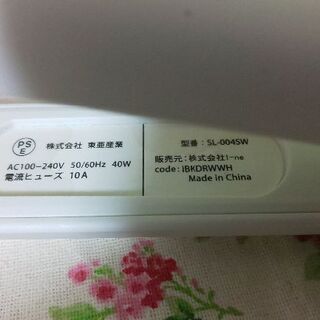 PS
E
株式会社 東亜産業
AC100-240V 50/60Hz 40W
電流ヒューズ 10A
型番：SL-004SW
販売元：株式会社I-ne
code: IBKDRWWH
Made in China